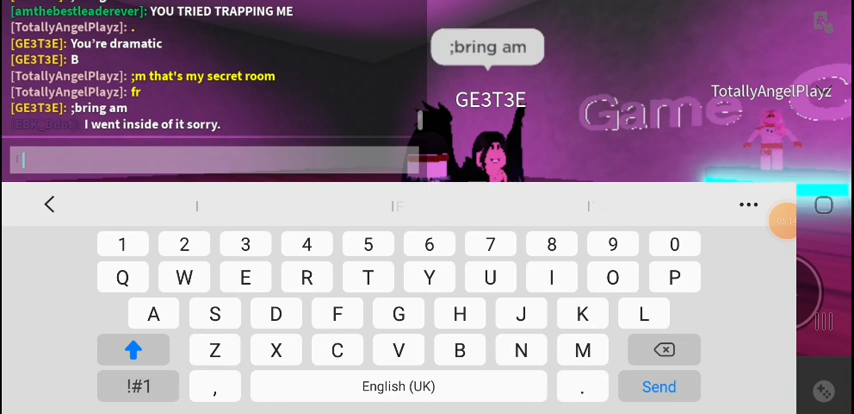 [amthebestleaderever]: YOU TRIED TRAPPING ME
[TotallyAngelPlayz]: .
[GE3T3E]: You’re dramatic
[GE3T3E]: B
[TotallyAngelPlayz]: ;m that's my secret room
[TotallyAngelPlayz]: fr
[GE3T3E]: ;bring am
I went inside of it sorry.
;bring am
GE3T3E
TotallyAngelPlayz
Game
1 2 3 4 5 6 7 8 9 0
Q W E R T Y U I O P
A S D F G H J K L
Z X C V B N M
!#1 , English (UK) . Send